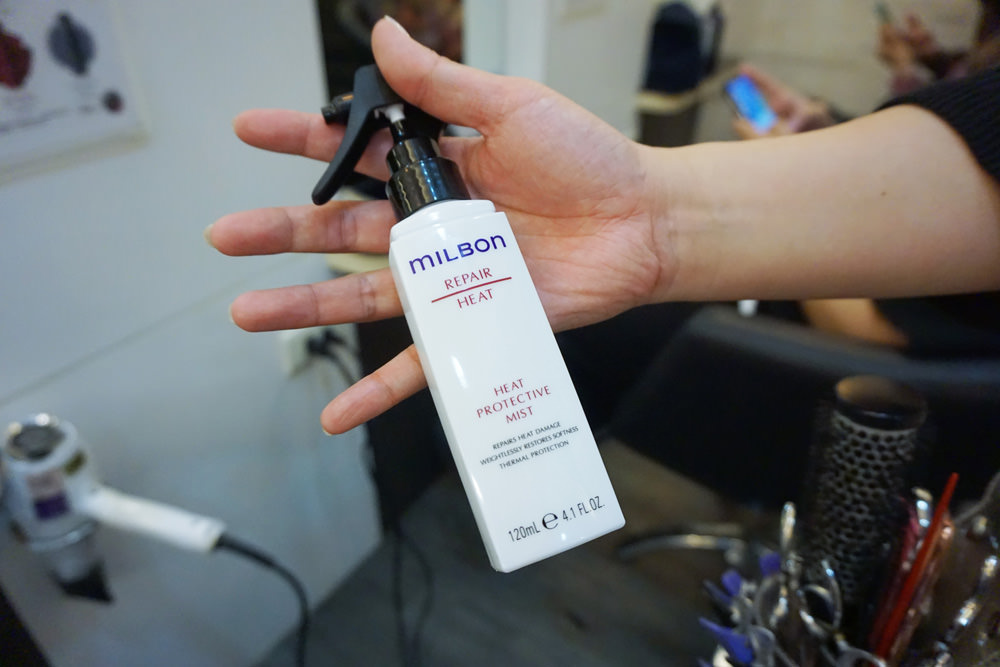 MILBON
REPAIR
HEAT
HEAT
PROTECTIVE
MIST
REPAIRS HEAT DAMAGE
WEIGHTLESSLY RESTORES SOFTNESS
THERMAL PROTECTION
120mL ℮ 4.1 FL OZ.